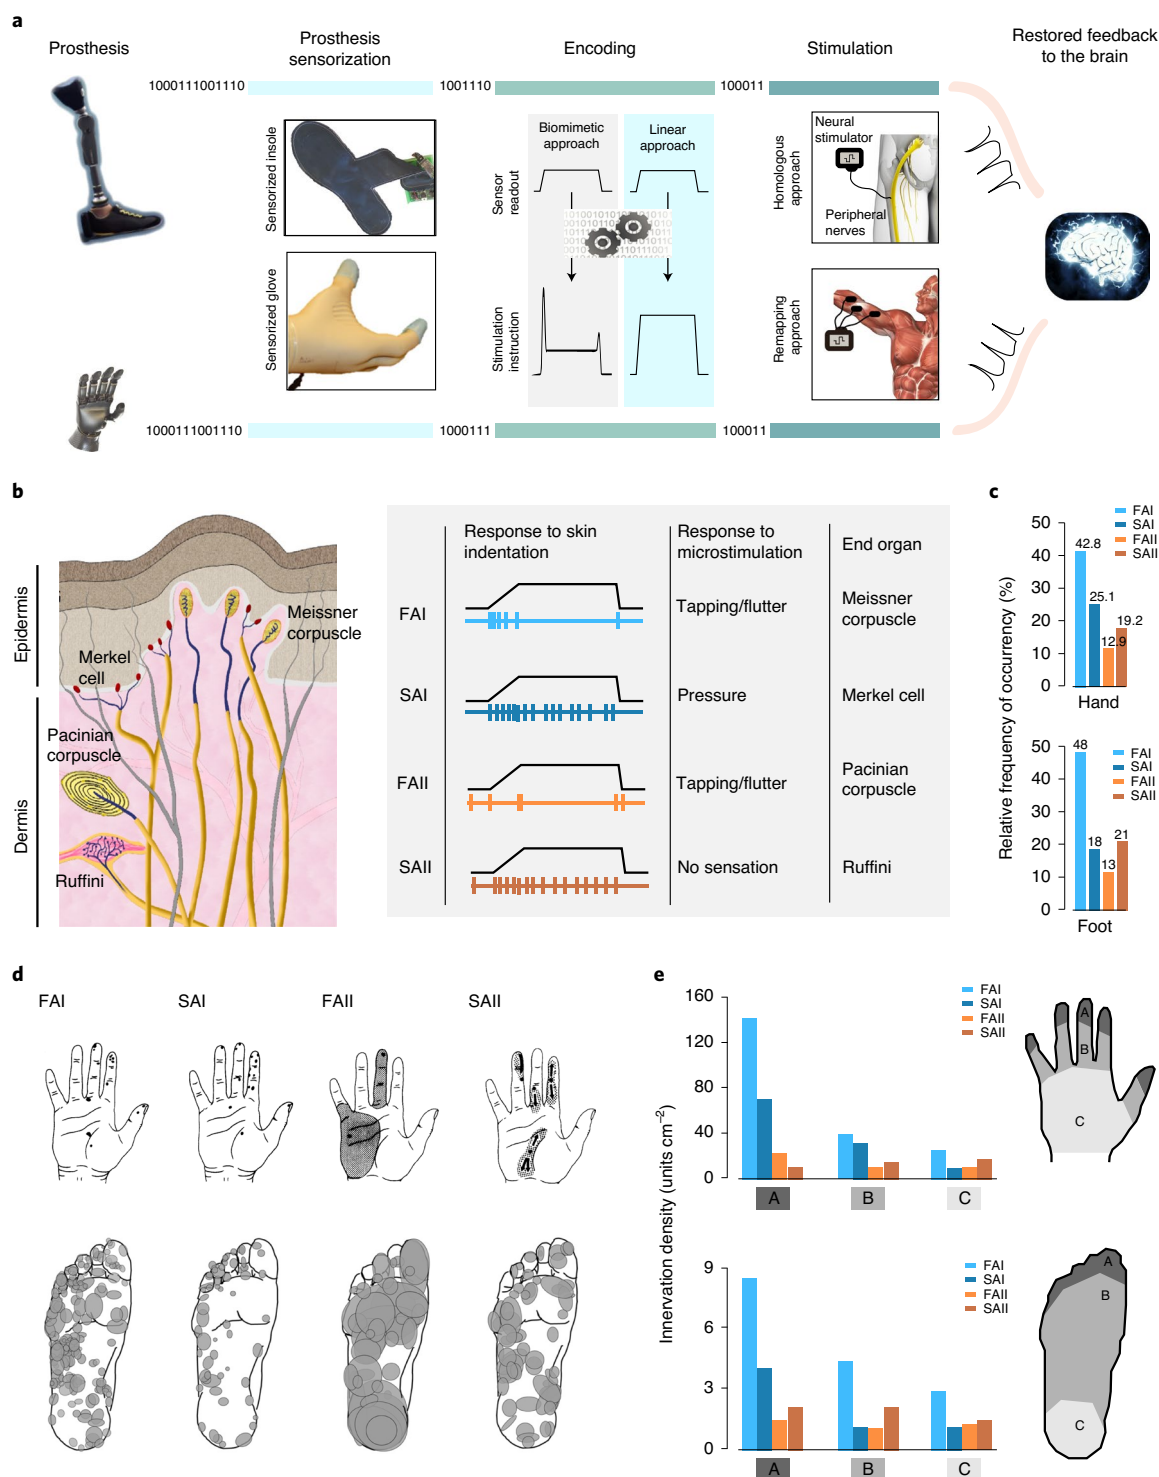 a
Prosthesis
Prosthesis
sensorization
Encoding
Stimulation
Restored feedback
to the brain
1000111001110
1001110
100011
Sensorized insole
Sensorized glove
Biomimetic
approach
Linear
approach
Sensor
readout
Stimulation
instruction
Neural
stimulator
Peripheral
nerves
Homologous
approach
Remapping
approach
1000111001110
1000111
100011
b
Epidermis
Dermis
Meissner
corpuscle
Merkel
cell
Pacinian
corpuscle
Ruffini
Response to skin
indentation
Response to
microstimulation
End organ
FAI
Tapping/flutter
Meissner
corpuscle
SAI
Pressure
Merkel cell
FAII
Tapping/flutter
Pacinian
corpuscle
SAII
No sensation
Ruffini
c
Relative frequency of occurrency (%)
50
40
30
20
10
0
42.8
25.1
12.9
19.2
FAI
SAI
FAII
SAII
Hand
50
40
30
20
10
0
48
18
13
21
FAI
SAI
FAII
SAII
Foot
d
FAI
SAI
FAII
SAII
e
Innervation density (units cm⁻²)
160
120
80
40
0
FAI
SAI
FAII
SAII
A
B
C
A
B
C
9
6
3
0
FAI
SAI
FAII
SAII
A
B
C
A
B
C